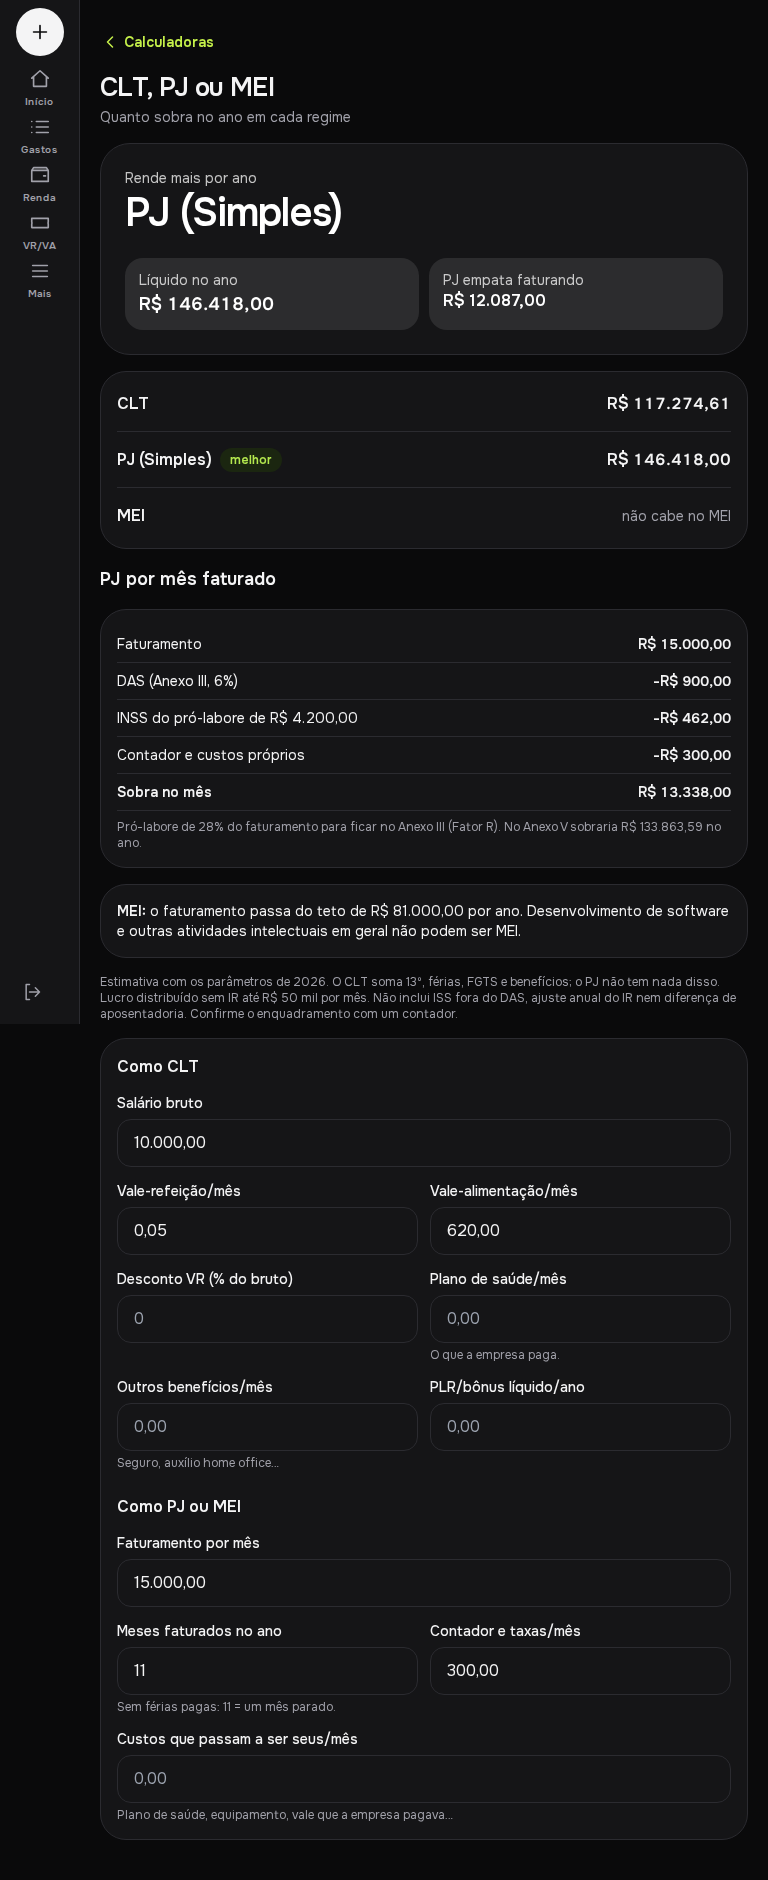 Início
Gastos
Renda
VR/VA
Mais
Calculadoras
CLT, PJ ou MEI
Quanto sobra no ano em cada regime
Rende mais por ano
PJ (Simples)
Líquido no ano
R$ 146.418,00
PJ empata faturando
R$ 12.087,00
CLT
R$ 117.274,61
PJ (Simples) melhor
R$ 146.418,00
MEI
não cabe no MEI
PJ por mês faturado
Faturamento
R$ 15.000,00
DAS (Anexo III, 6%)
-R$ 900,00
INSS do pró-labore de R$ 4.200,00
-R$ 462,00
Contador e custos próprios
-R$ 300,00
Sobra no mês
R$ 13.338,00
Pró-labore de 28% do faturamento para ficar no Anexo III (Fator R). No Anexo V sobraria R$ 133.863,59 no
ano.
MEI: o faturamento passa do teto de R$ 81.000,00 por ano. Desenvolvimento de software
e outras atividades intelectuais em geral não podem ser MEI.
Estimativa com os parâmetros de 2026. O CLT soma 13º, férias, FGTS e benefícios; o PJ não tem nada disso.
Lucro distribuído sem IR até R$ 50 mil por mês. Não inclui ISS fora do DAS, ajuste anual do IR nem diferença de
aposentadoria. Confirme o enquadramento com um contador.
Como CLT
Salário bruto
10.000,00
Vale-refeição/mês
0,05
Vale-alimentação/mês
620,00
Desconto VR (% do bruto)
0
Plano de saúde/mês
0,00
O que a empresa paga.
Outros benefícios/mês
0,00
Seguro, auxílio home office...
PLR/bônus líquido/ano
0,00
Como PJ ou MEI
Faturamento por mês
15.000,00
Meses faturados no ano
11
Sem férias pagas: 11 = um mês parado.
Contador e taxas/mês
300,00
Custos que passam a ser seus/mês
0,00
Plano de saúde, equipamento, vale que a empresa pagava...